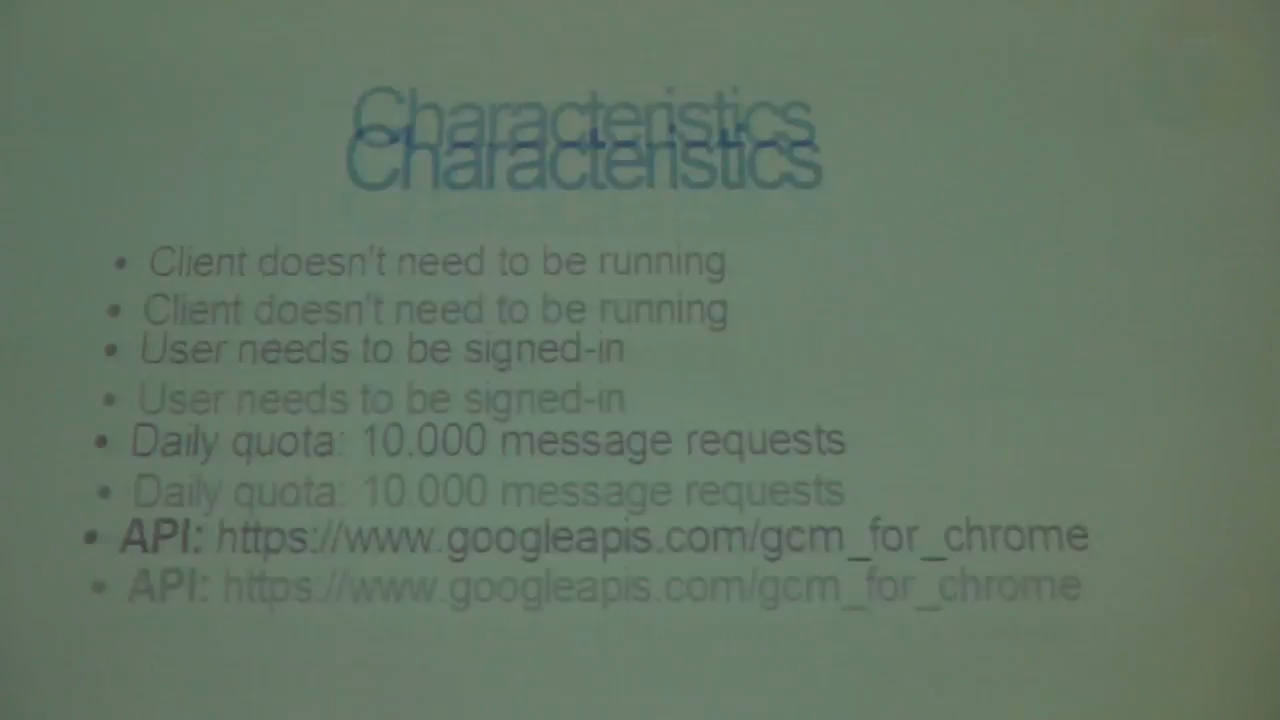 Characteristics
Characteristics
• Client doesn't need to be running
• Client doesn't need to be running
• User needs to be signed-in
• User needs to be signed-in
• Daily quota: 10.000 message requests
• Daily quota: 10.000 message requests
• API: https://www.googleapis.com/gcm_for_chrome
• API: https://www.googleapis.com/gcm_for_chrome